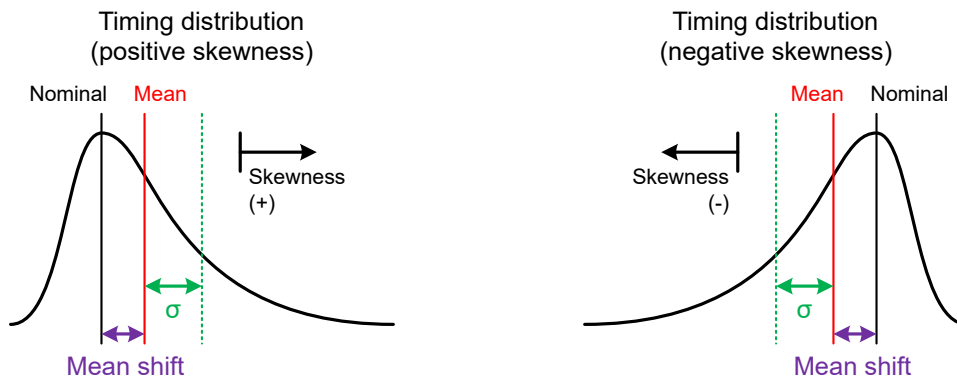 Timing distribution
(positive skewness)
Nominal
Mean
Skewness
(+)
σ
Mean shift
Timing distribution
(negative skewness)
Mean
Nominal
Skewness
(-)
σ
Mean shift